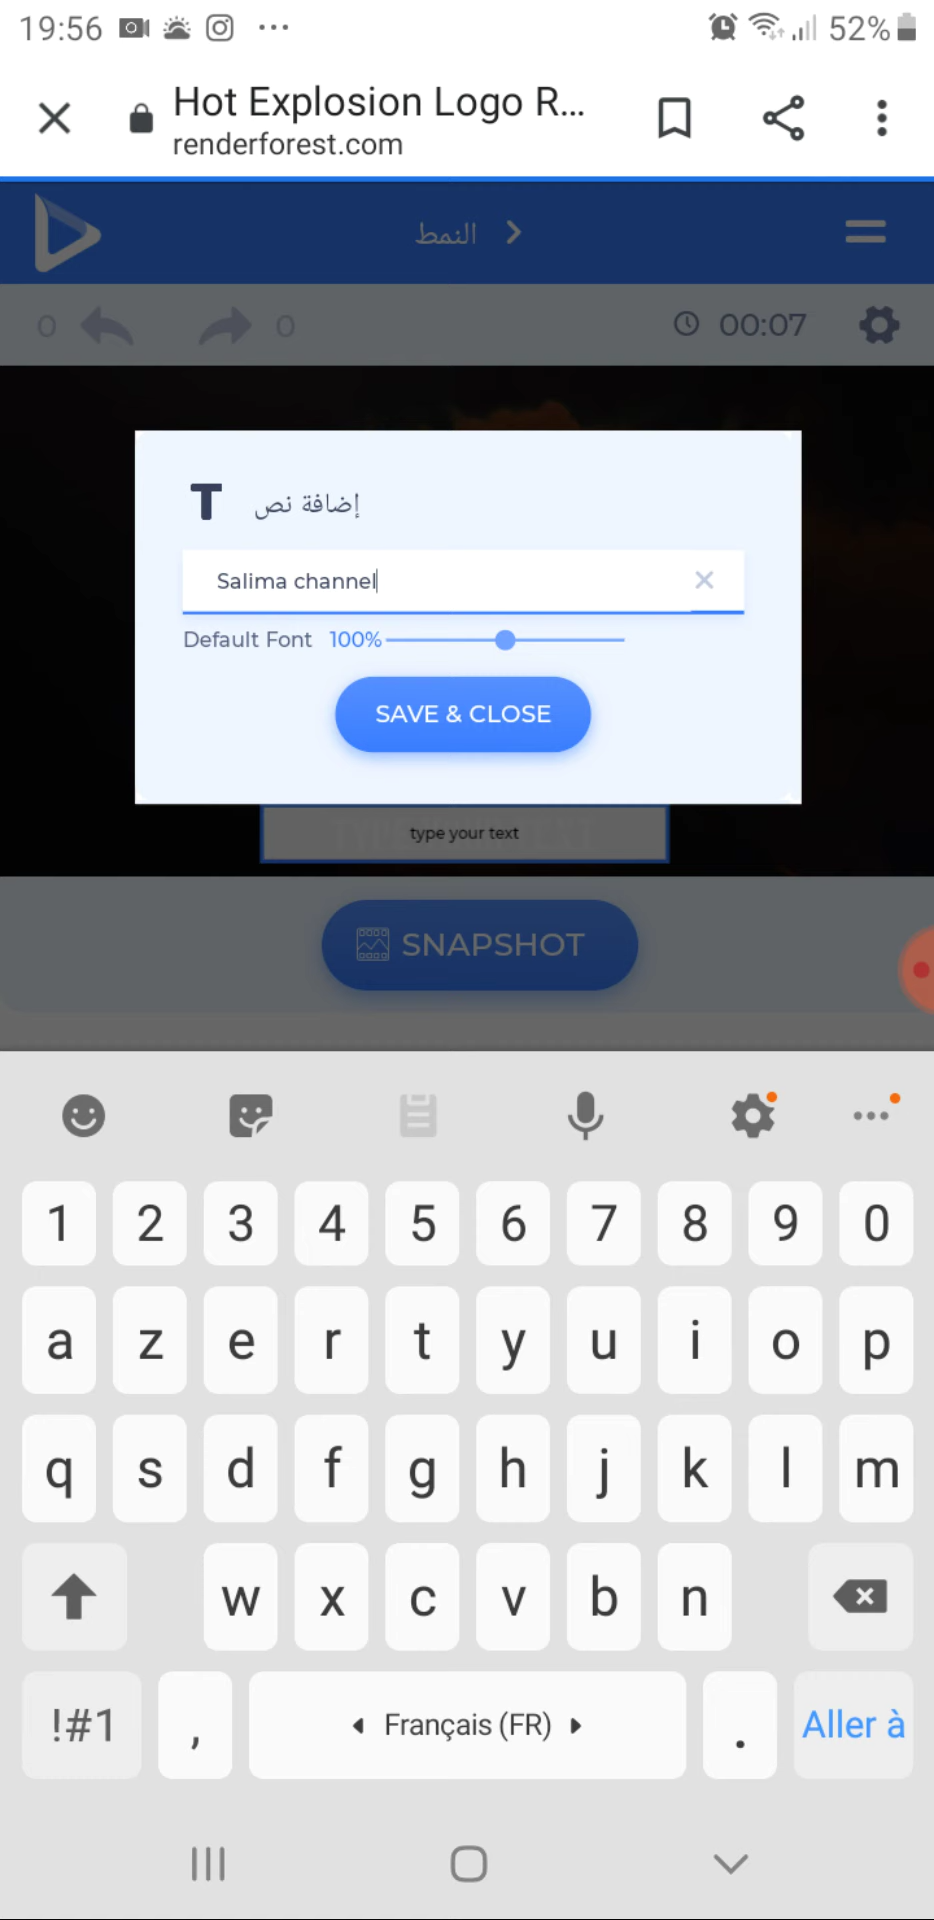 19:56 52%
Hot Explosion Logo R...
renderforest.com
النمط
0 0 00:07
إضافة نص
Salima channel
Default Font 100%
SAVE & CLOSE
type your text
SNAPSHOT
1 2 3 4 5 6 7 8 9 0
a z e r t y u i o p
q s d f g h j k l m
w x c v b n
!#1 , Français (FR) . Aller à